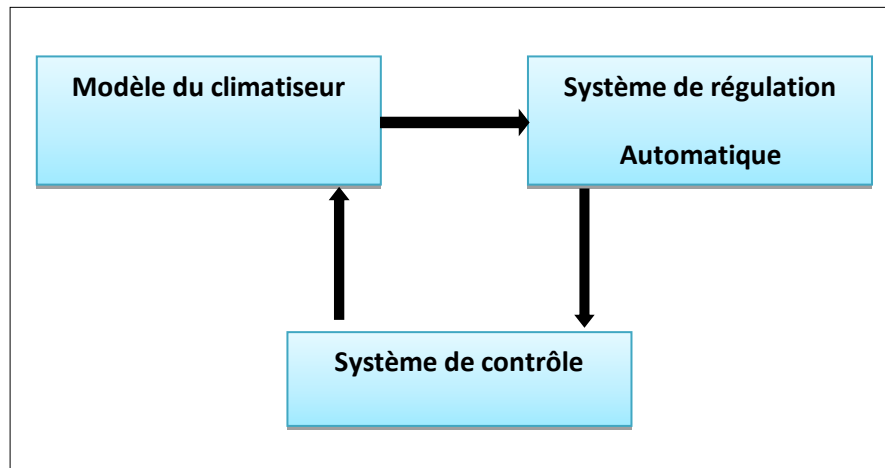 Modèle du climatiseur
Système de régulation
Automatique
Système de contrôle